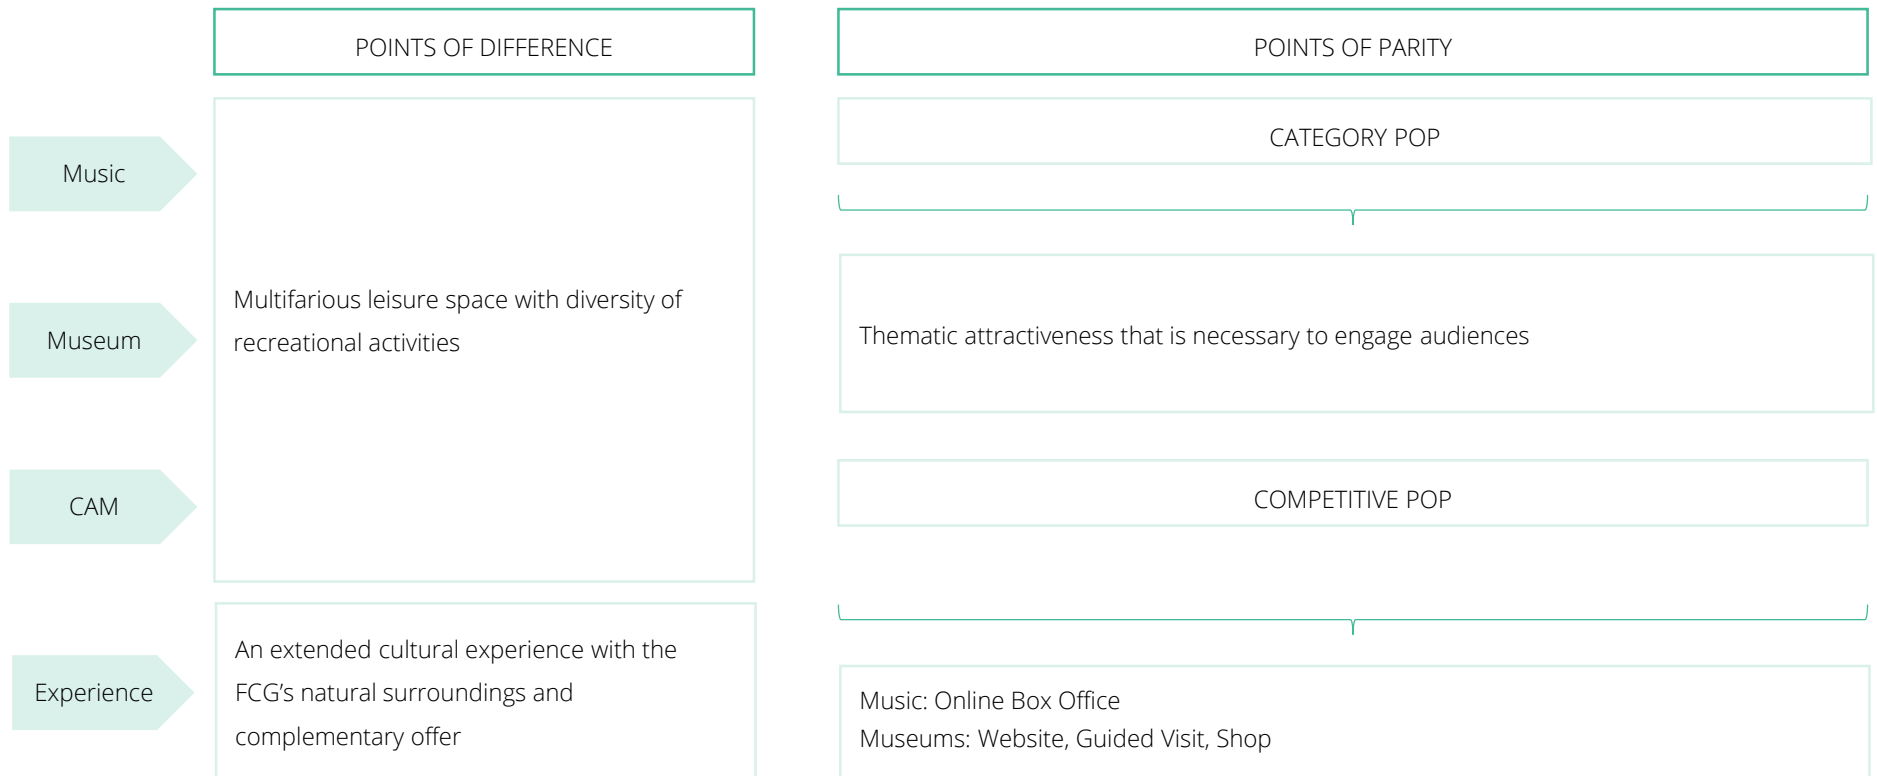 POINTS OF DIFFERENCE
POINTS OF PARITY
Music
Museum
CAM
Experience
Multifarious leisure space with diversity of
recreational activities
An extended cultural experience with the
FCG’s natural surroundings and
complementary offer
CATEGORY POP
Thematic attractiveness that is necessary to engage audiences
COMPETITIVE POP
Music: Online Box Office
Museums: Website, Guided Visit, Shop